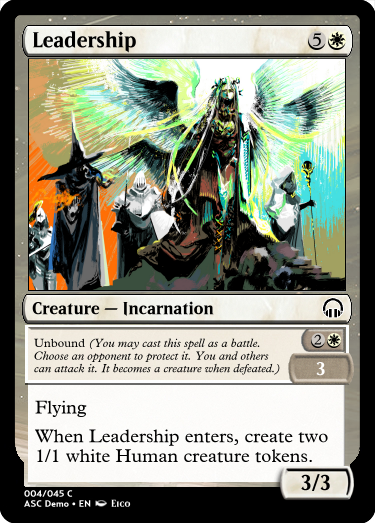 Leadership 5
Creature — Incarnation
Unbound (You may cast this spell as a battle. 2
Choose an opponent to protect it. You and others
can attack it. It becomes a creature when defeated.) 3
Flying
When Leadership enters, create two
1/1 white Human creature tokens.
3/3
004/045 C
ASC Demo • EN Eico